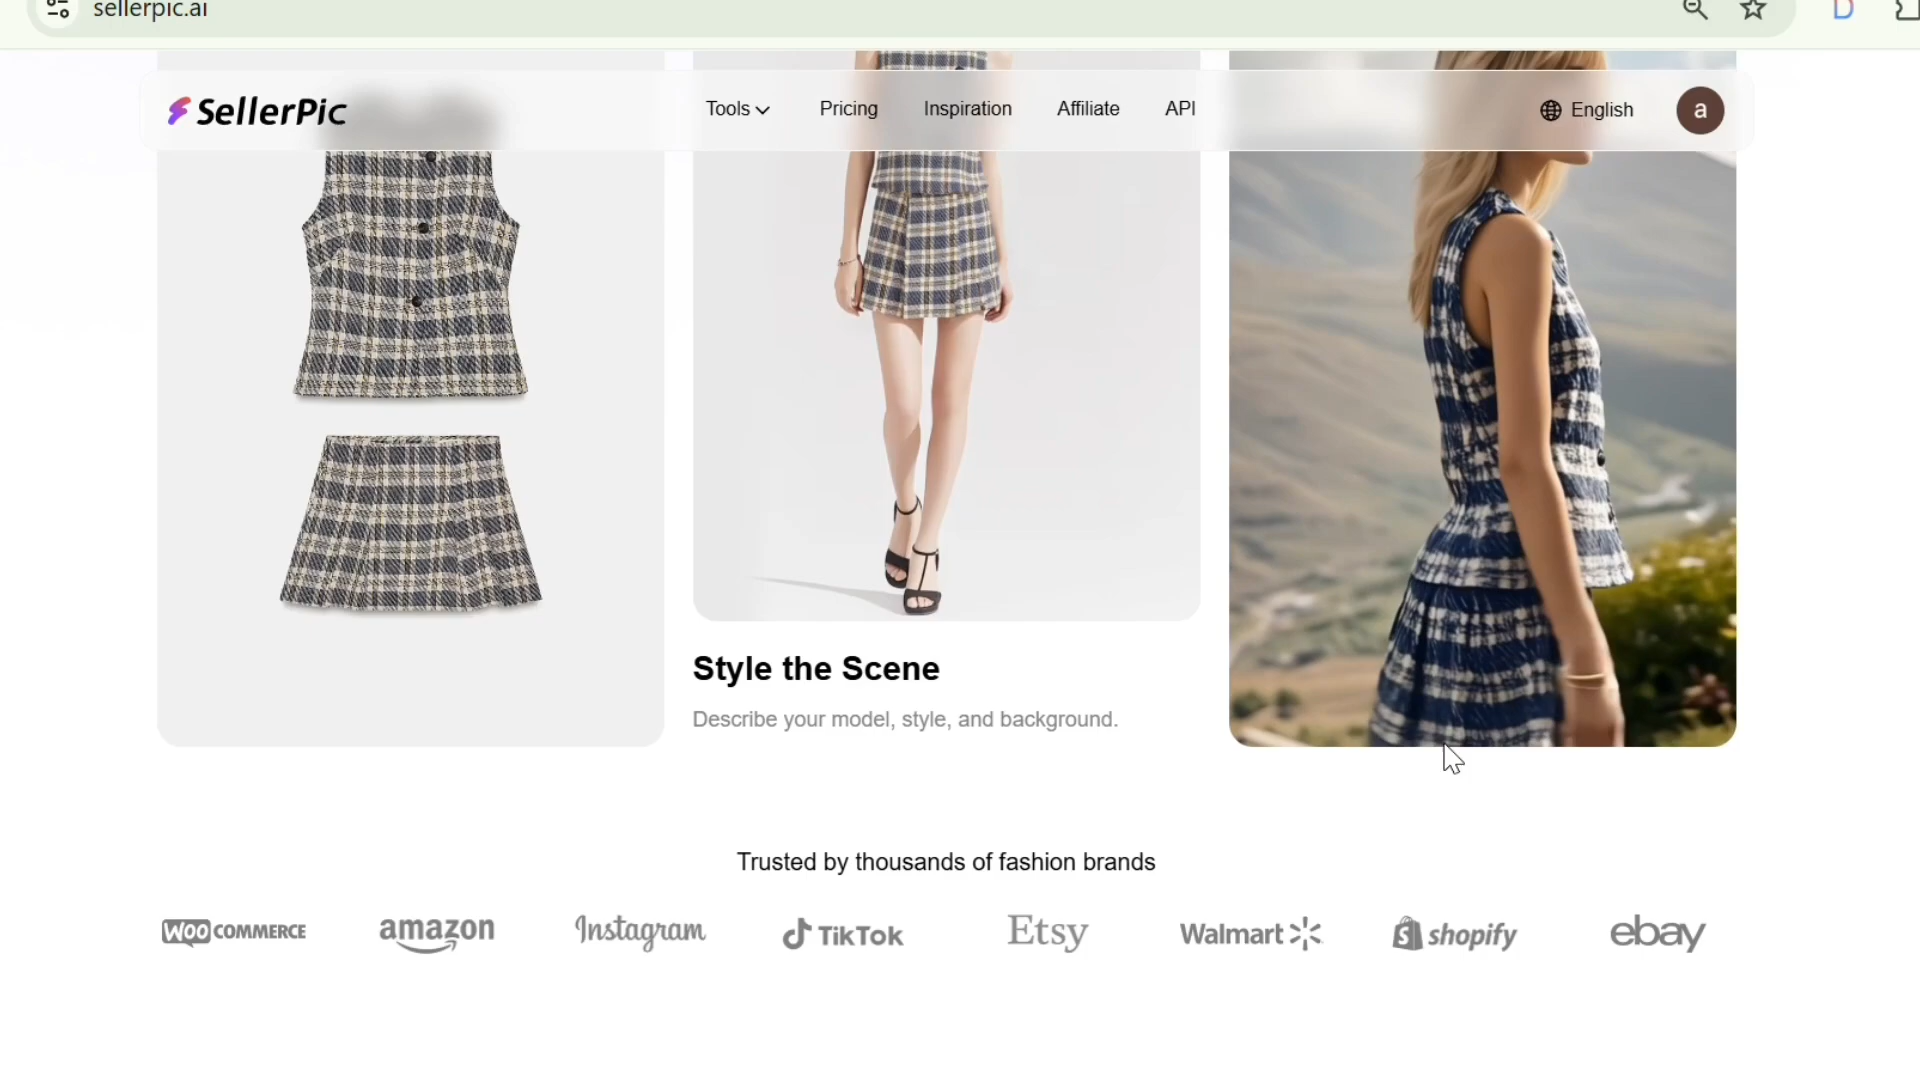 sellerpic.ai
SellerPic
Tools
Pricing
Inspiration
Affiliate
API
English
a
Style the Scene
Describe your model, style, and background.
Trusted by thousands of fashion brands
WOO COMMERCE
amazon
Instagram
TikTok
Etsy
Walmart
shopify
ebay